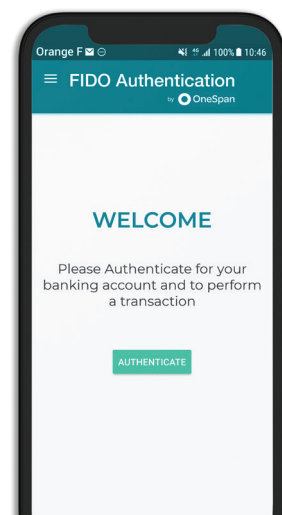 Orange F 4G 100% 10:46
FIDO Authentication
by OneSpan
WELCOME
Please Authenticate for your
banking account and to perform
a transaction
AUTHENTICATE